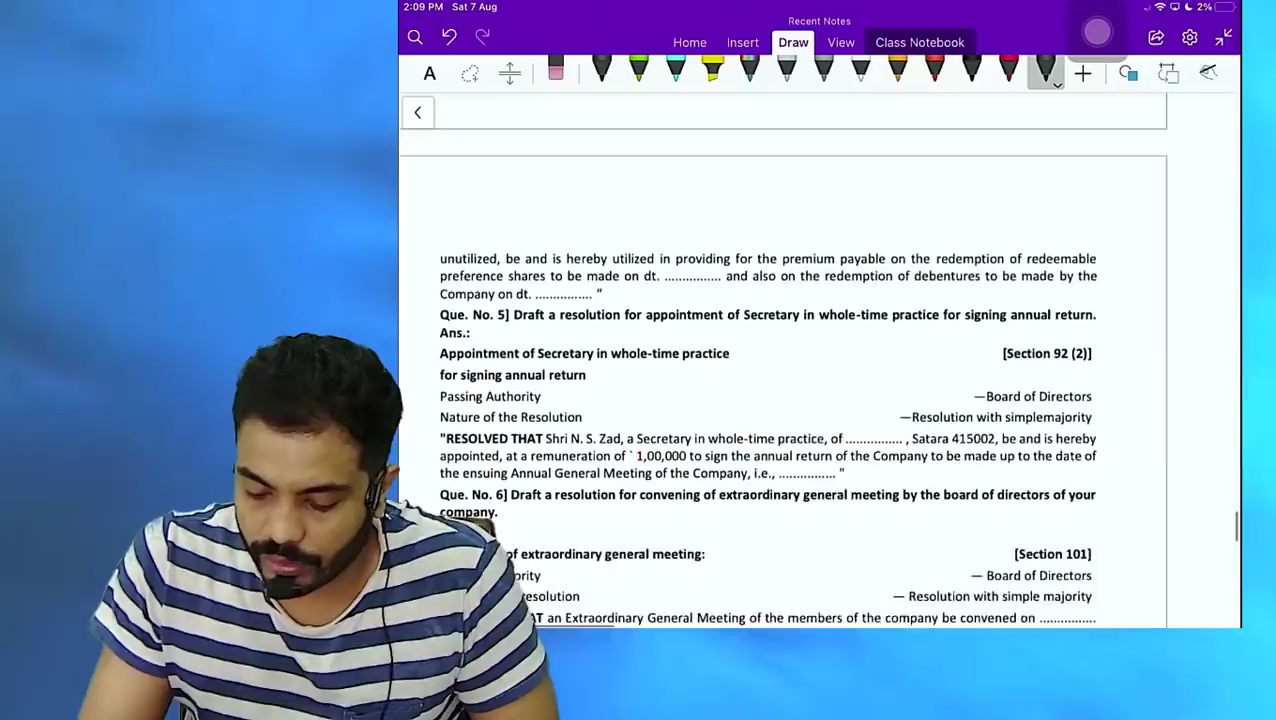 2:09 PM Sat 7 Aug
2%
Recent Notes
Home Insert Draw View Class Notebook
A
unutilized, be and is hereby utilized in providing for the premium payable on the redemption of redeemable
preference shares to be made on dt. ................ and also on the redemption of debentures to be made by the
Company on dt. ................ "
Que. No. 5] Draft a resolution for appointment of Secretary in whole-time practice for signing annual return.
Ans.:
Appointment of Secretary in whole-time practice [Section 92 (2)]
for signing annual return
Passing Authority —Board of Directors
Nature of the Resolution —Resolution with simplemajority
"RESOLVED THAT Shri N. S. Zad, a Secretary in whole-time practice, of ................ , Satara 415002, be and is hereby
appointed, at a remuneration of ` 1,00,000 to sign the annual return of the Company to be made up to the date of
the ensuing Annual General Meeting of the Company, i.e., ................ "
Que. No. 6] Draft a resolution for convening of extraordinary general meeting by the board of directors of your
company.
of extraordinary general meeting: [Section 101]
— Board of Directors
— Resolution with simple majority
an Extraordinary General Meeting of the members of the company be convened on ................